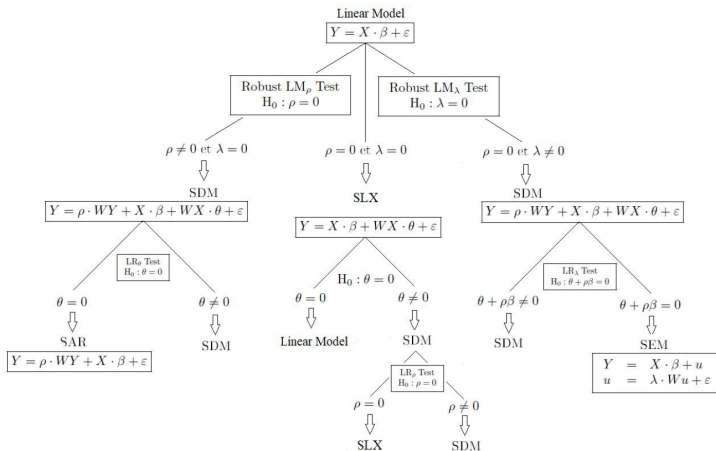 Linear Model
Y = X · β + ε
Robust LMρ Test
H0 : ρ = 0
Robust LMλ Test
H0 : λ = 0
ρ ≠ 0 et λ = 0
ρ = 0 et λ = 0
ρ = 0 et λ ≠ 0
SDM
SLX
SDM
Y = ρ · WY + X · β + WX · θ + ε
Y = X · β + WX · θ + ε
Y = ρ · WY + X · β + WX · θ + ε
LRθ Test
H0 : θ = 0
H0 : θ = 0
LRλ Test
H0 : θ + ρβ = 0
θ = 0
θ ≠ 0
θ = 0
θ ≠ 0
θ + ρβ ≠ 0
θ + ρβ = 0
SAR
SDM
Linear Model
SDM
SDM
SEM
Y = ρ · WY + X · β + ε
Y = X · β + u
u = λ · Wu + ε
LRρ Test
H0 : ρ = 0
ρ = 0
ρ ≠ 0
SLX
SDM